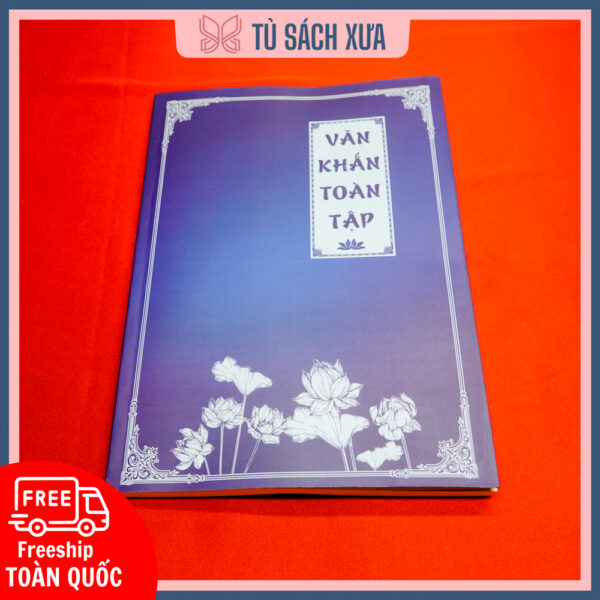 TỦ SÁCH XƯA
VĂN
KHẤN
TOÀN
TẬP
FREE
Freeship
TOÀN QUỐC